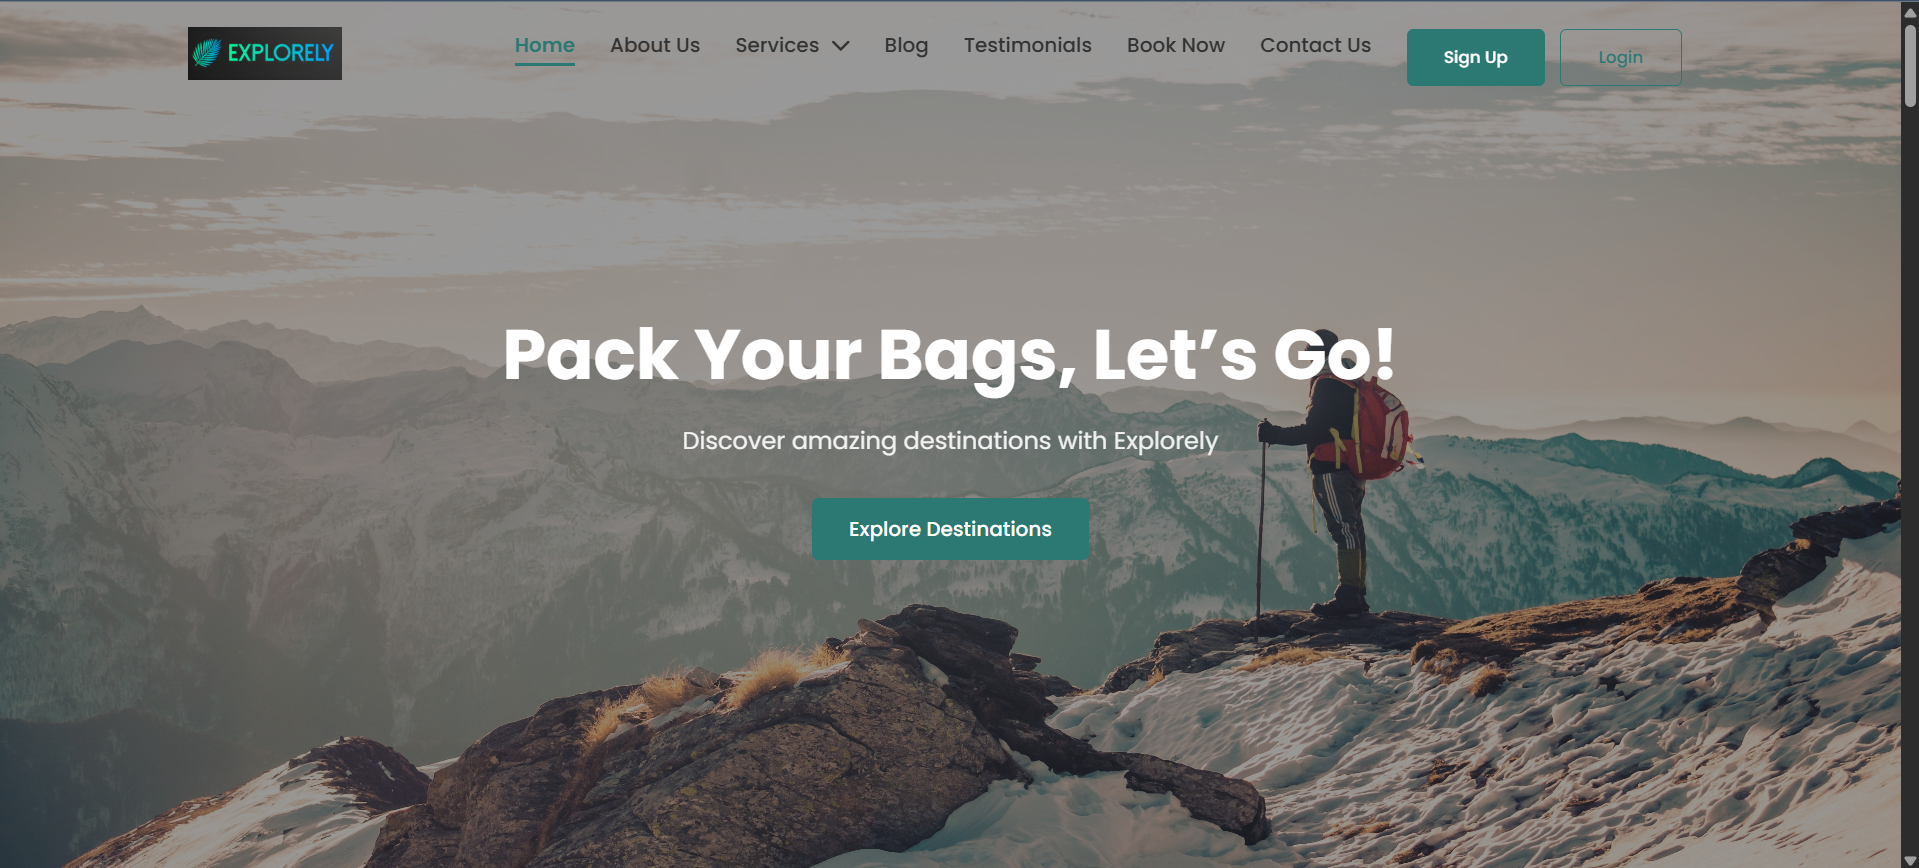 EXPLORELY
Home About Us Services Blog Testimonials Book Now Contact Us Sign Up Login
Pack Your Bags, Let’s Go!
Discover amazing destinations with Explorely
Explore Destinations